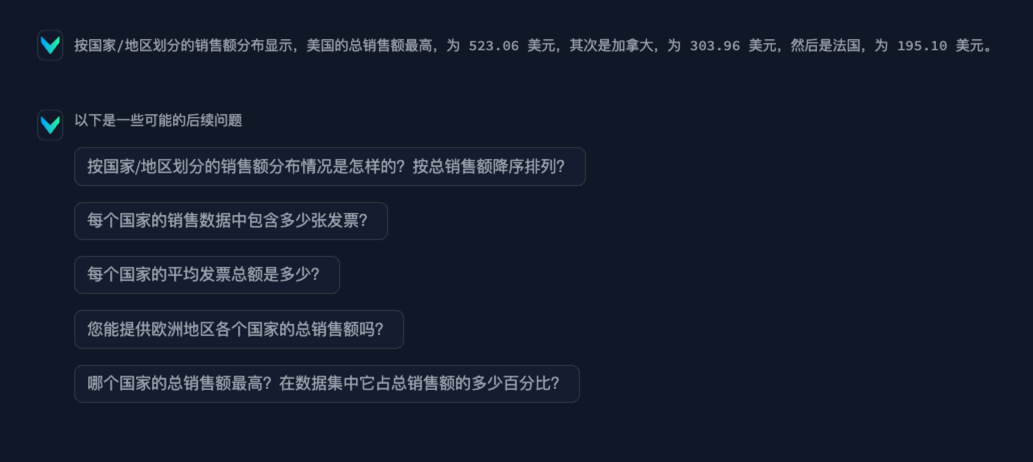 按国家/地区划分的销售额分布显示，美国的总销售额最高，为 523.06 美元，其次是加拿大，为 303.96 美元，然后是法国，为 195.10 美元。
以下是一些可能的后续问题
按国家/地区划分的销售额分布情况是怎样的？按总销售额降序排列？
每个国家的销售数据中包含多少张发票？
每个国家的平均发票总额是多少？
您能提供欧洲地区各个国家的总销售额吗？
哪个国家的总销售额最高？在数据集中它占总销售额的多少百分比？